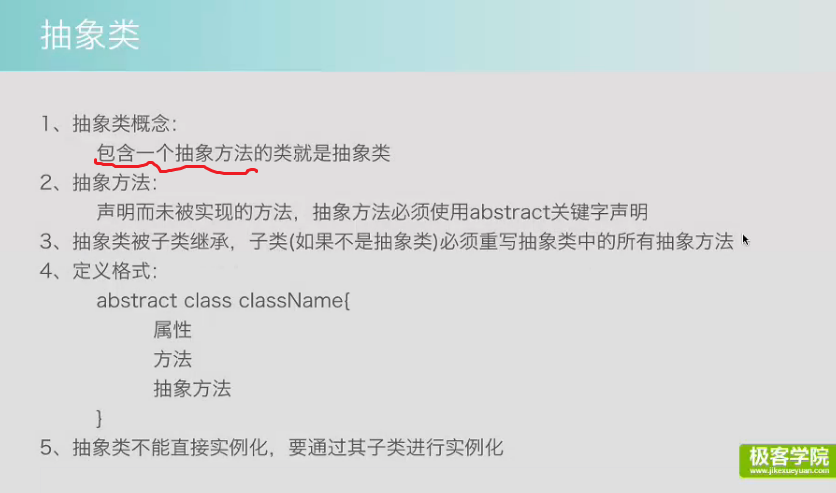 抽象类
1、抽象类概念:
包含一个抽象方法的类就是抽象类
2、抽象方法:
声明而未被实现的方法，抽象方法必须使用abstract关键字声明
3、抽象类被子类继承，子类(如果不是抽象类)必须重写抽象类中的所有抽象方法
4、定义格式:
abstract class className{
属性
方法
抽象方法
}
5、抽象类不能直接实例化，要通过其子类进行实例化
极客学院
www.jikexueyuan.com